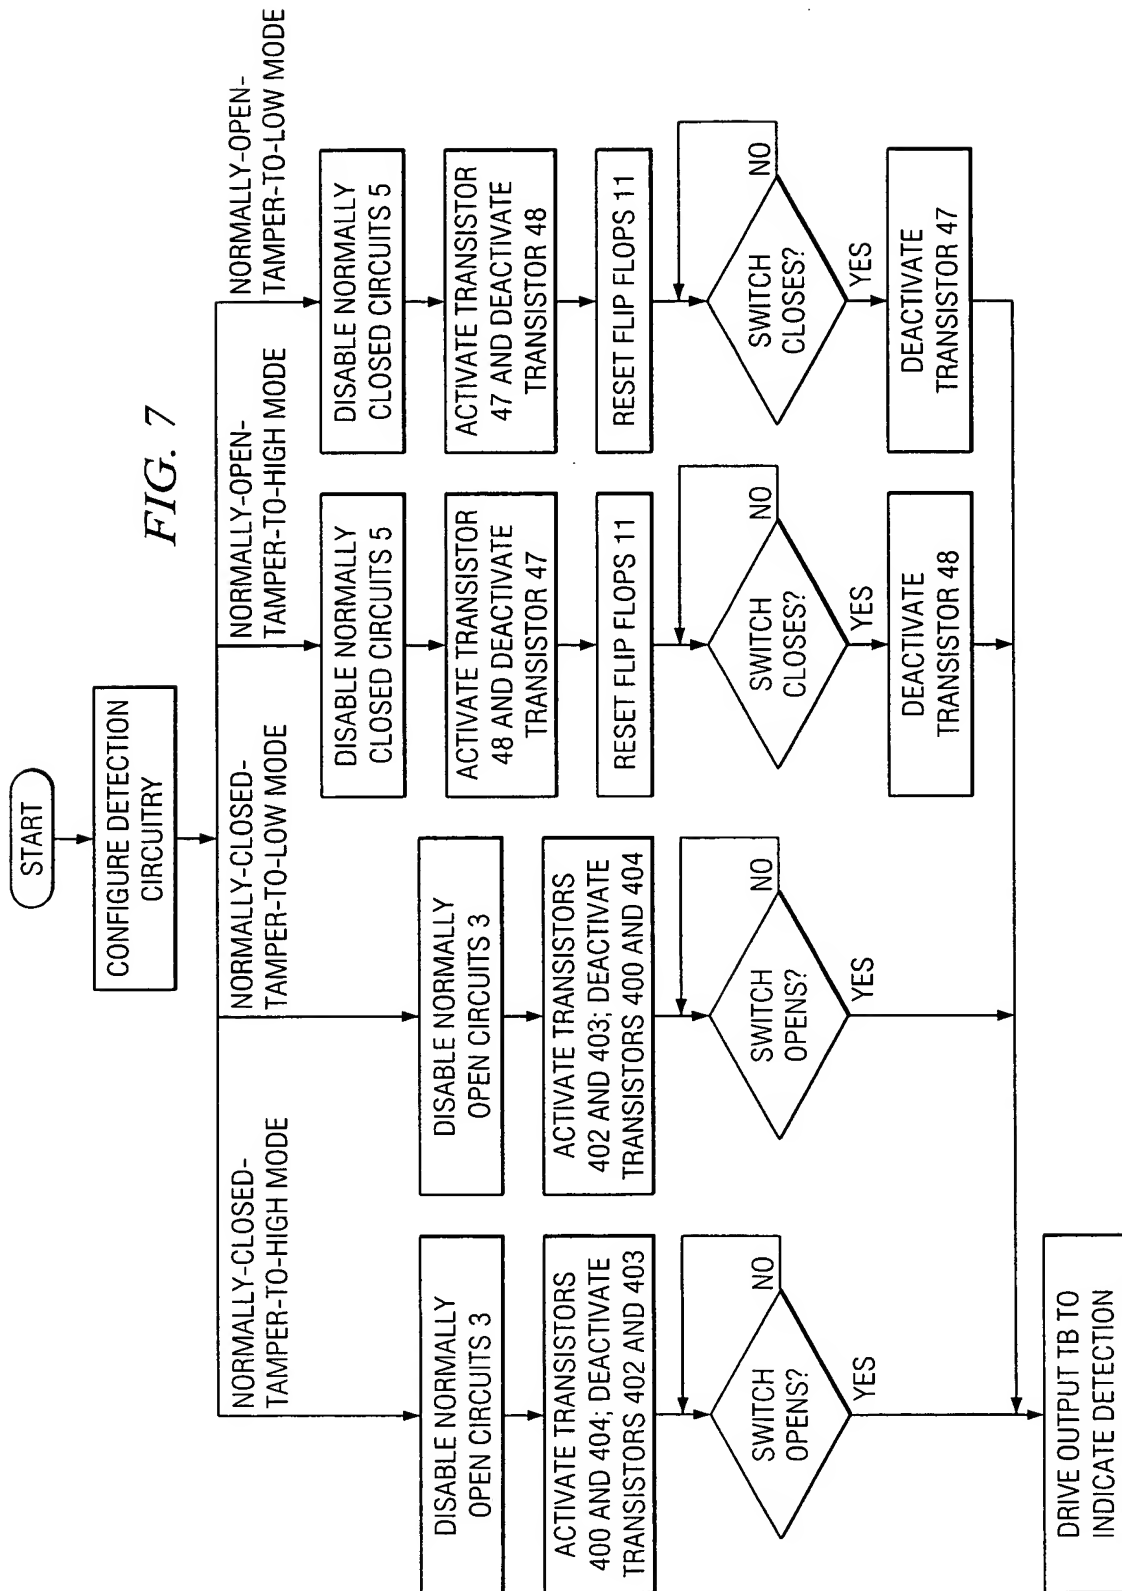 FIG. 7
START
CONFIGURE DETECTION
CIRCUITRY
NORMALLY-CLOSED-
TAMPER-TO-HIGH MODE
DISABLE NORMALLY
OPEN CIRCUITS 3
ACTIVATE TRANSISTORS
400 AND 404; DEACTIVATE
TRANSISTORS 402 AND 403
SWITCH
OPENS?
NO
YES
NORMALLY-CLOSED-
TAMPER-TO-LOW MODE
DISABLE NORMALLY
OPEN CIRCUITS 3
ACTIVATE TRANSISTORS
402 AND 403; DEACTIVATE
TRANSISTORS 400 AND 404
SWITCH
OPENS?
NO
YES
NORMALLY-OPEN-
TAMPER-TO-HIGH MODE
DISABLE NORMALLY
CLOSED CIRCUITS 5
ACTIVATE TRANSISTOR
48 AND DEACTIVATE
TRANSISTOR 47
RESET FLIP FLOPS 11
SWITCH
CLOSES?
NO
YES
DEACTIVATE
TRANSISTOR 48
NORMALLY-OPEN-
TAMPER-TO-LOW MODE
DISABLE NORMALLY
CLOSED CIRCUITS 5
ACTIVATE TRANSISTOR
47 AND DEACTIVATE
TRANSISTOR 48
RESET FLIP FLOPS 11
SWITCH
CLOSES?
NO
YES
DEACTIVATE
TRANSISTOR 47
DRIVE OUTPUT TB TO
INDICATE DETECTION